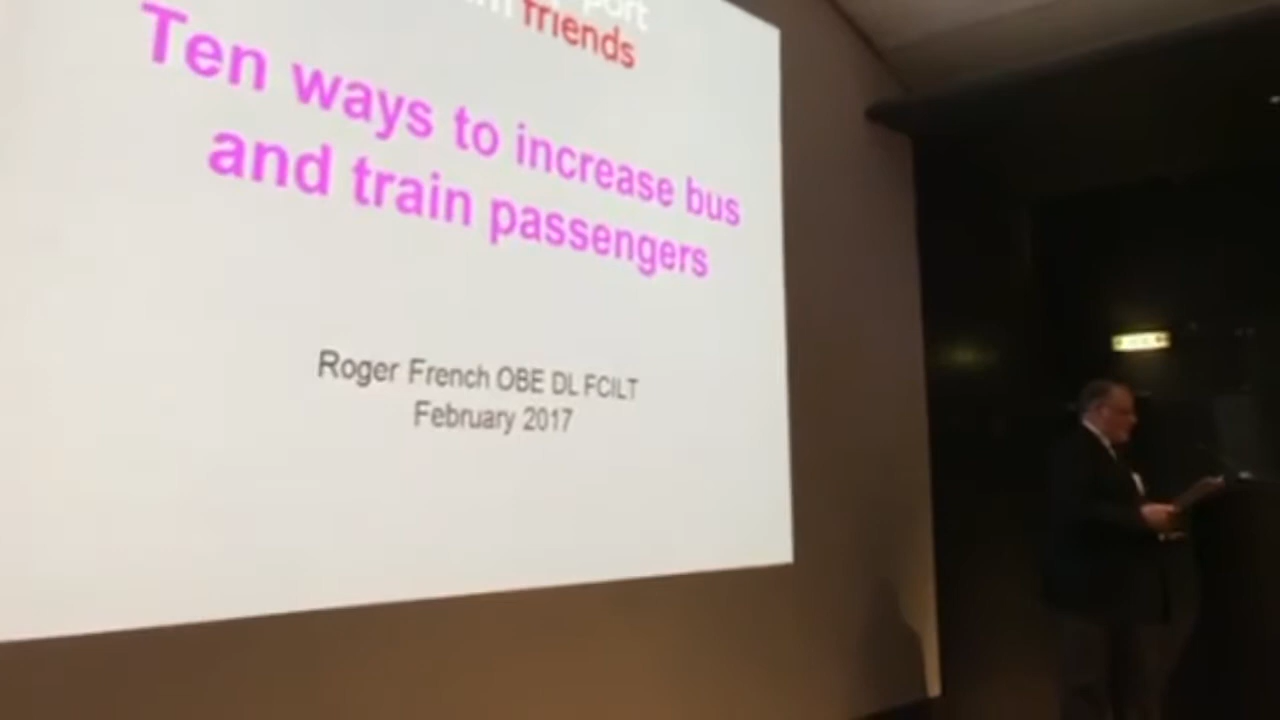 friends
Ten ways to increase bus
and train passengers
Roger French OBE DL FCILT
February 2017